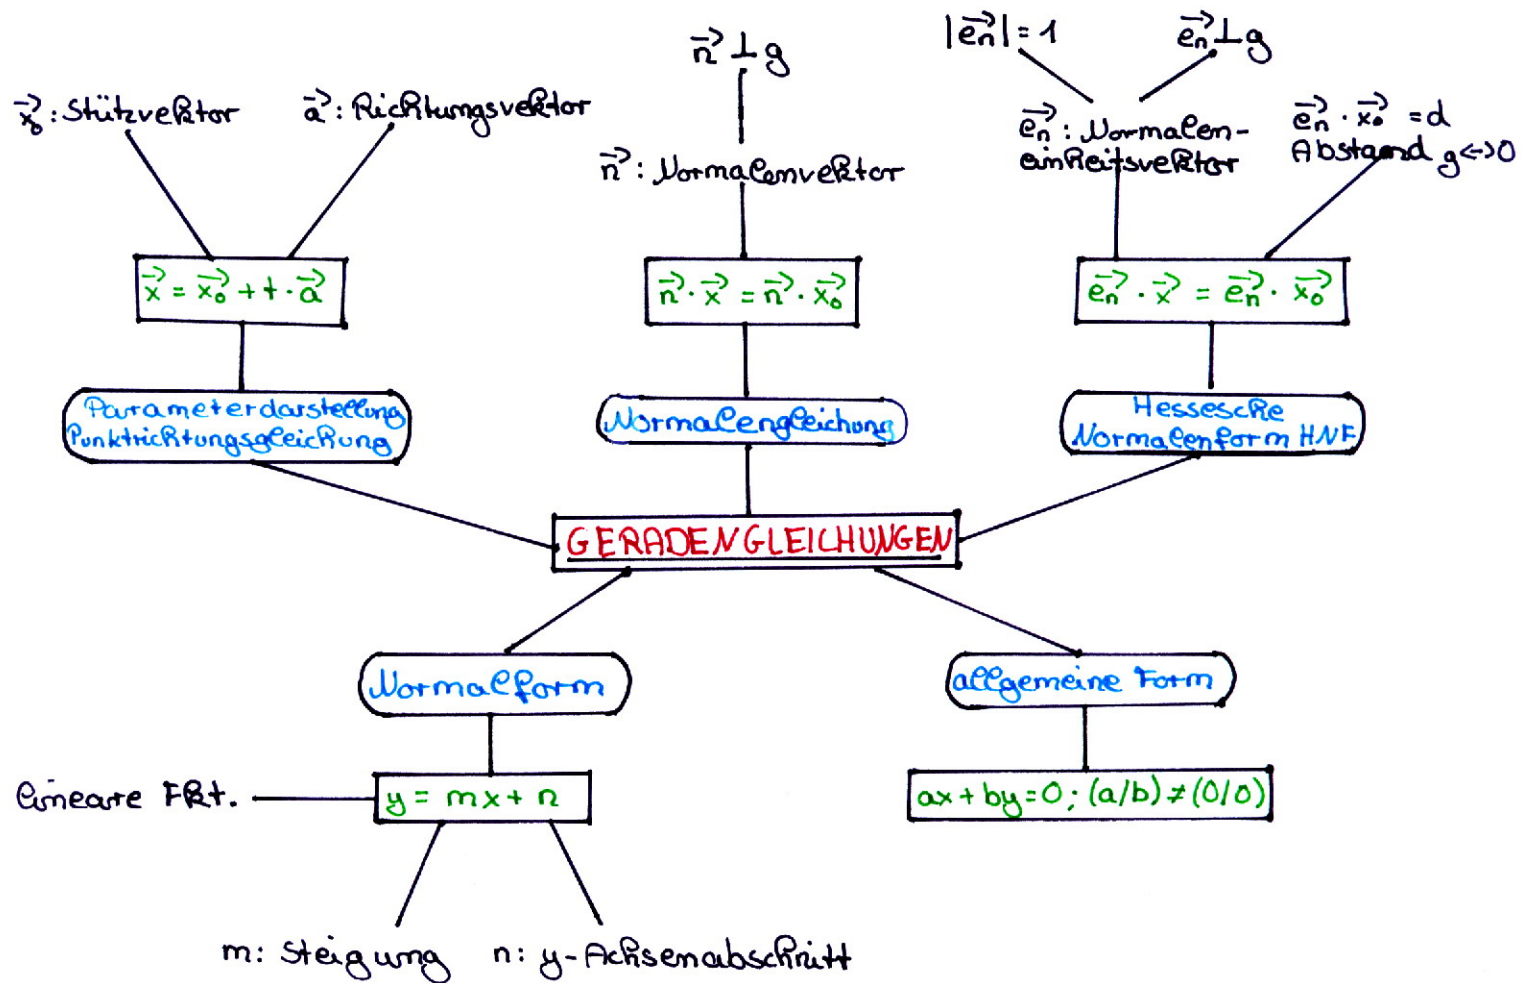 |e⃗n| = 1
e⃗n ⊥ g
n⃗ ⊥ g
x⃗0: Stützvektor
a⃗: Richtungsvektor
n⃗: Normalenvektor
e⃗n: Normalen-
einheitsvektor
e⃗n · x⃗0 = d
Abstand g↔0
x⃗ = x⃗0 + t · a⃗
n⃗ · x⃗ = n⃗ · x⃗0
e⃗n · x⃗ = e⃗n · x⃗0
Parameterdarstellung
Punktrichtungsgleichung
Normalengleichung
Hessesche
Normalenform HNF
GERADENGLEICHUNGEN
Normalform
allgemeine Form
lineare Fkt.
y = mx + n
ax + by = 0; (a/b) ≠ (0/0)
m: Steigung
n: y-Achsenabschnitt